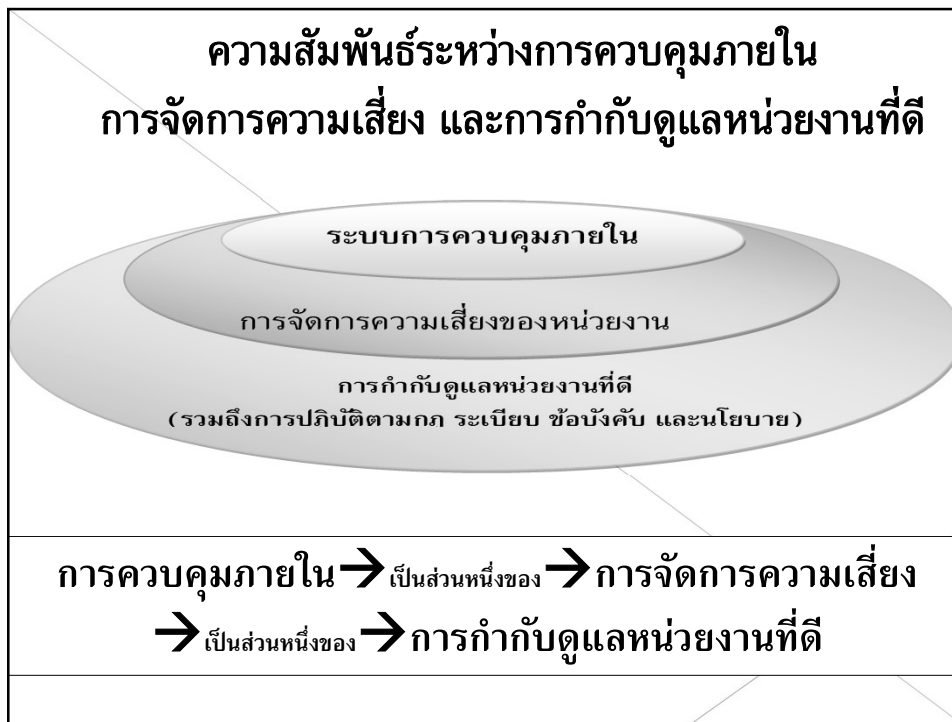 ความสัมพันธ์ระหว่างการควบคุมภายใน
การจัดการความเสี่ยง และการกำกับดูแลหน่วยงานที่ดี
ระบบการควบคุมภายใน
การจัดการความเสี่ยงของหน่วยงาน
การกำกับดูแลหน่วยงานที่ดี
(รวมถึงการปฏิบัติตามกฎ ระเบียบ ข้อบังคับ และนโยบาย)
การควบคุมภายใน→เป็นส่วนหนึ่งของ→การจัดการความเสี่ยง
→เป็นส่วนหนึ่งของ→การกำกับดูแลหน่วยงานที่ดี